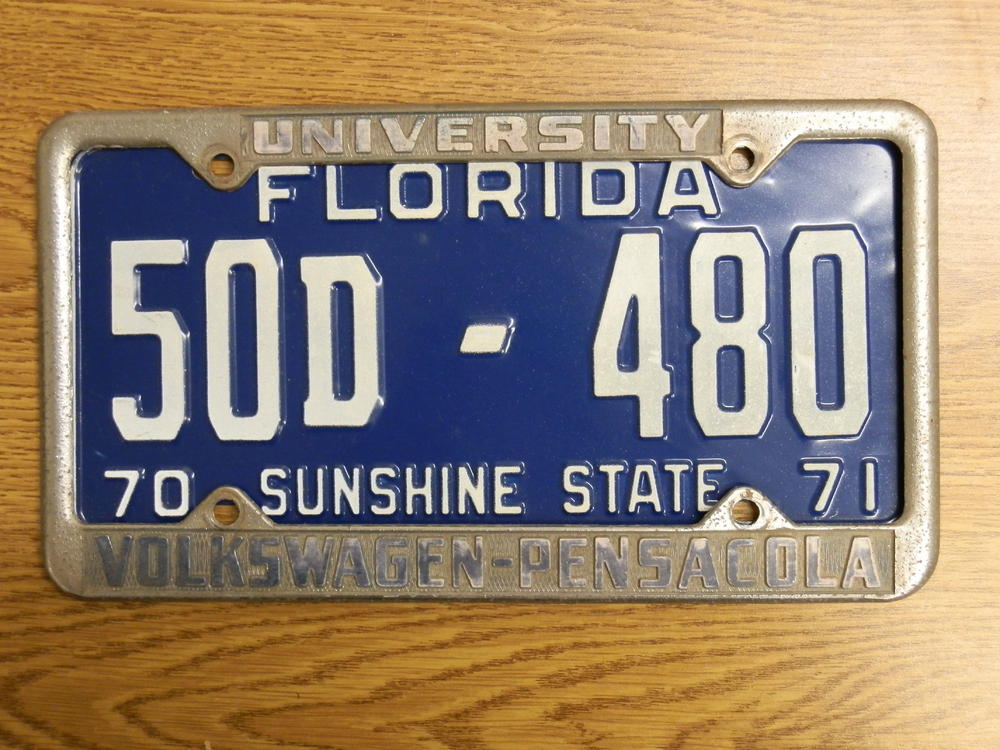 UNIVERSITY
FLORIDA
50D - 480
70 SUNSHINE STATE 71
VOLKSWAGEN-PENSACOLA